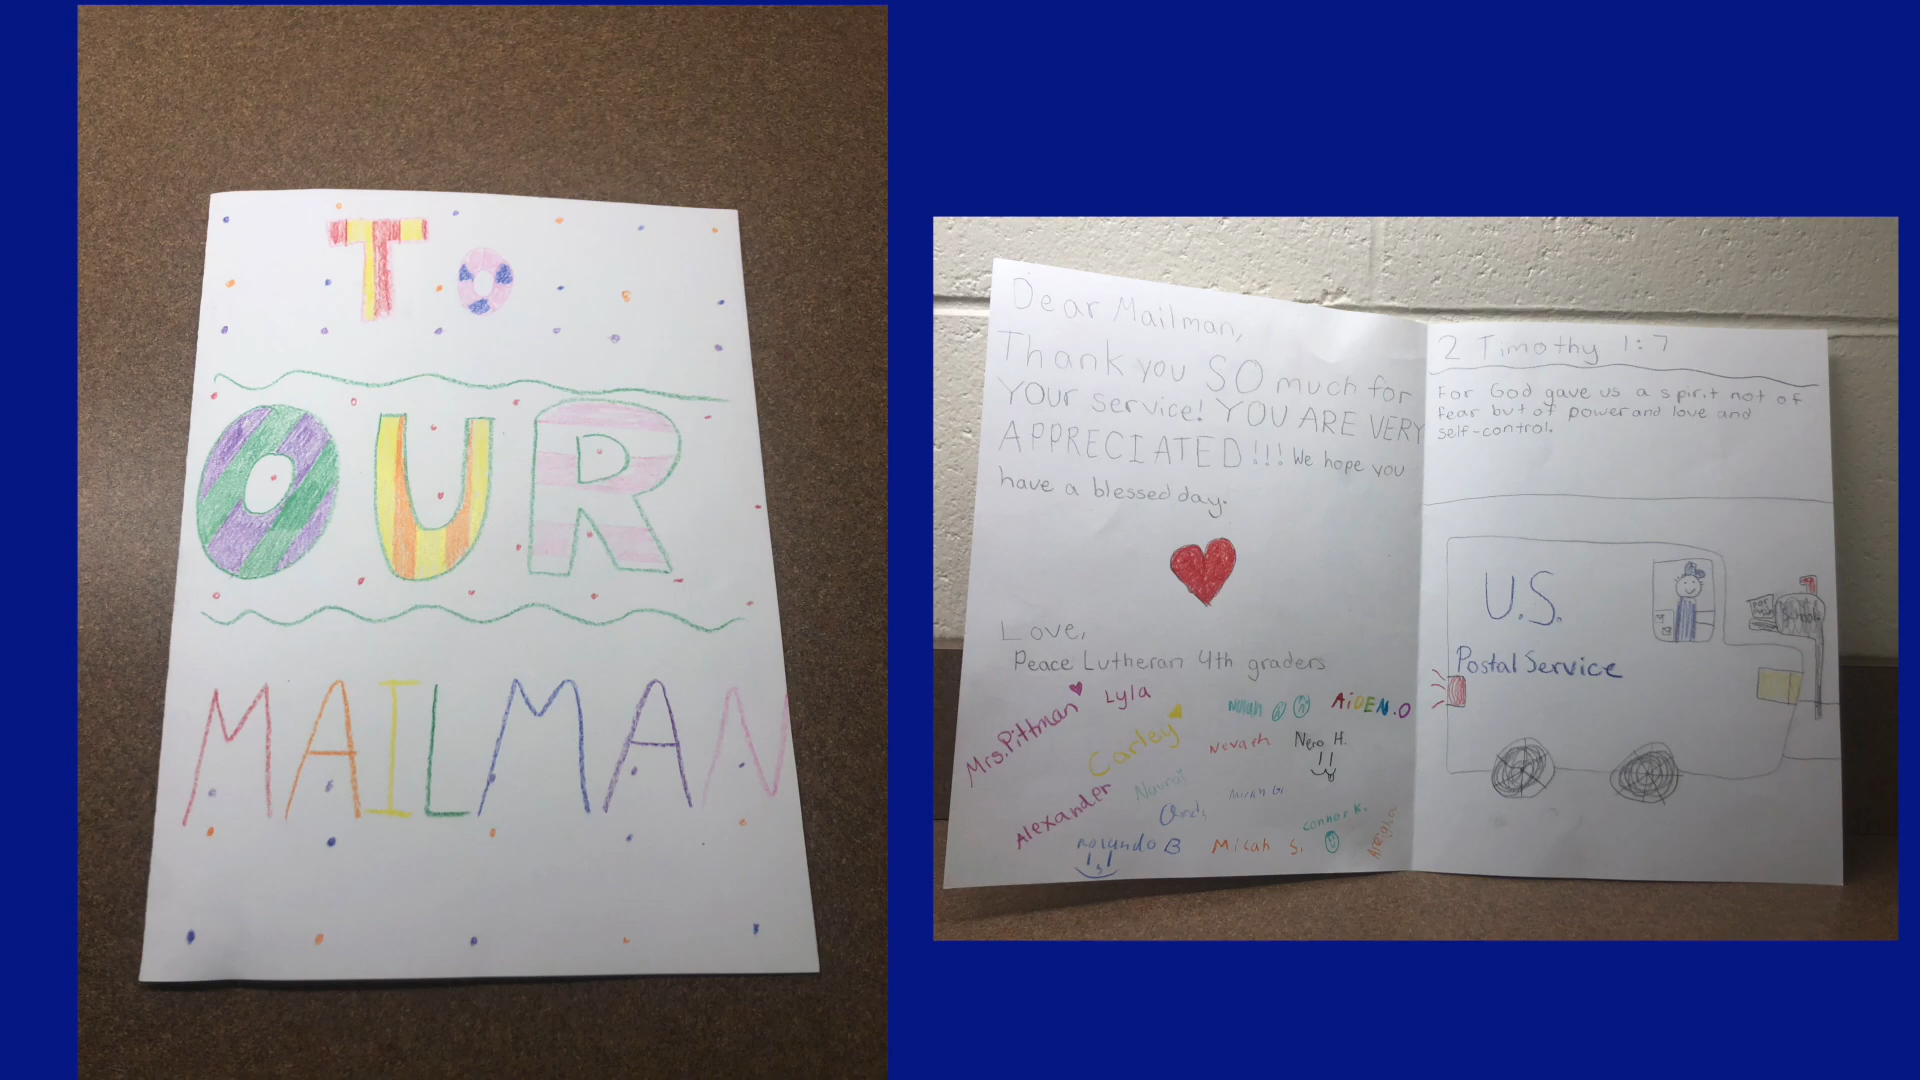 To
OUR
MAILMAN
Dear Mailman,
Thank you SO much for
your service! YOU ARE VERY
APPRECIATED!!! We hope you
have a blessed day.
Love,
Peace Lutheran 4th graders
Mrs. Pittman
Lyla
Noah
AiDEN.O
Carley
Nevaeh
Nero H.
Alexander
Micah G.
Rolando B
Micah S.
Connor K.
2 Timothy 1:7
For God gave us a spirit not of
fear but of power and love and
self-control.
U.S.
Postal Service
School